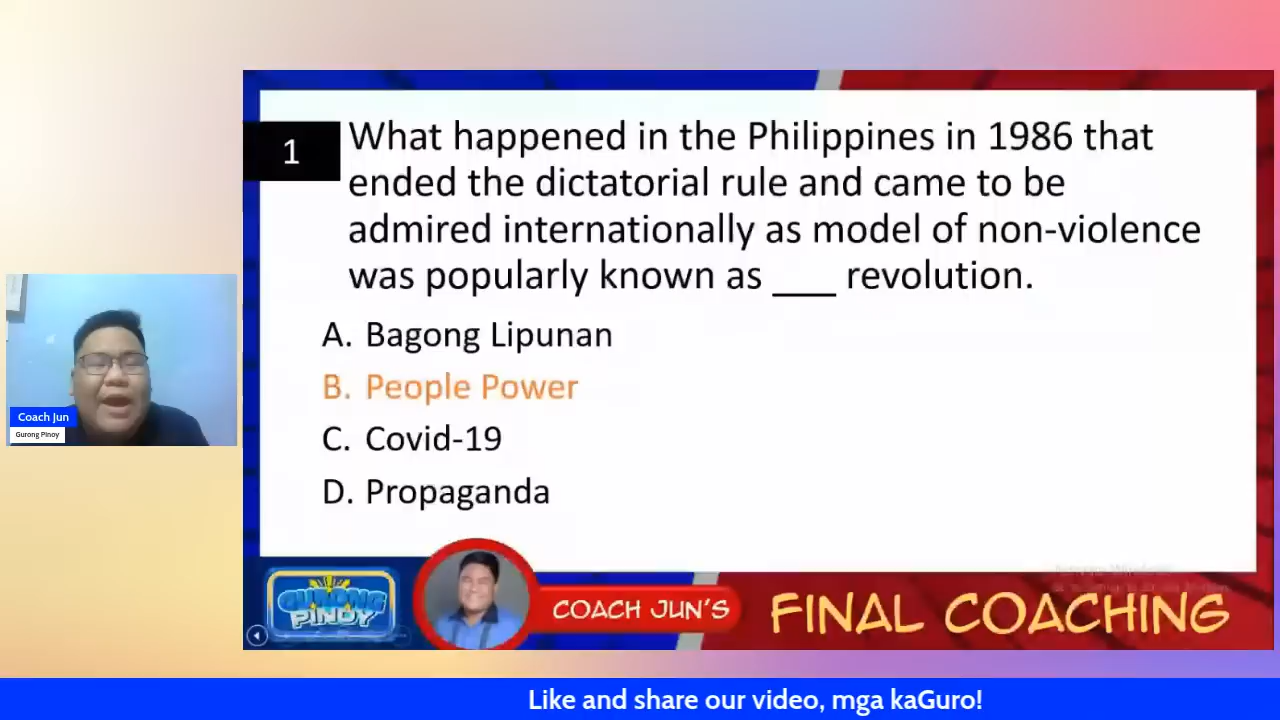 1
What happened in the Philippines in 1986 that
ended the dictatorial rule and came to be
admired internationally as model of non-violence
was popularly known as ___ revolution.
A. Bagong Lipunan
B. People Power
C. Covid-19
D. Propaganda
Coach Jun
Gurong Pinoy
GURONG
PINOY
COACH JUN'S
FINAL COACHING
Like and share our video, mga kaGuro!